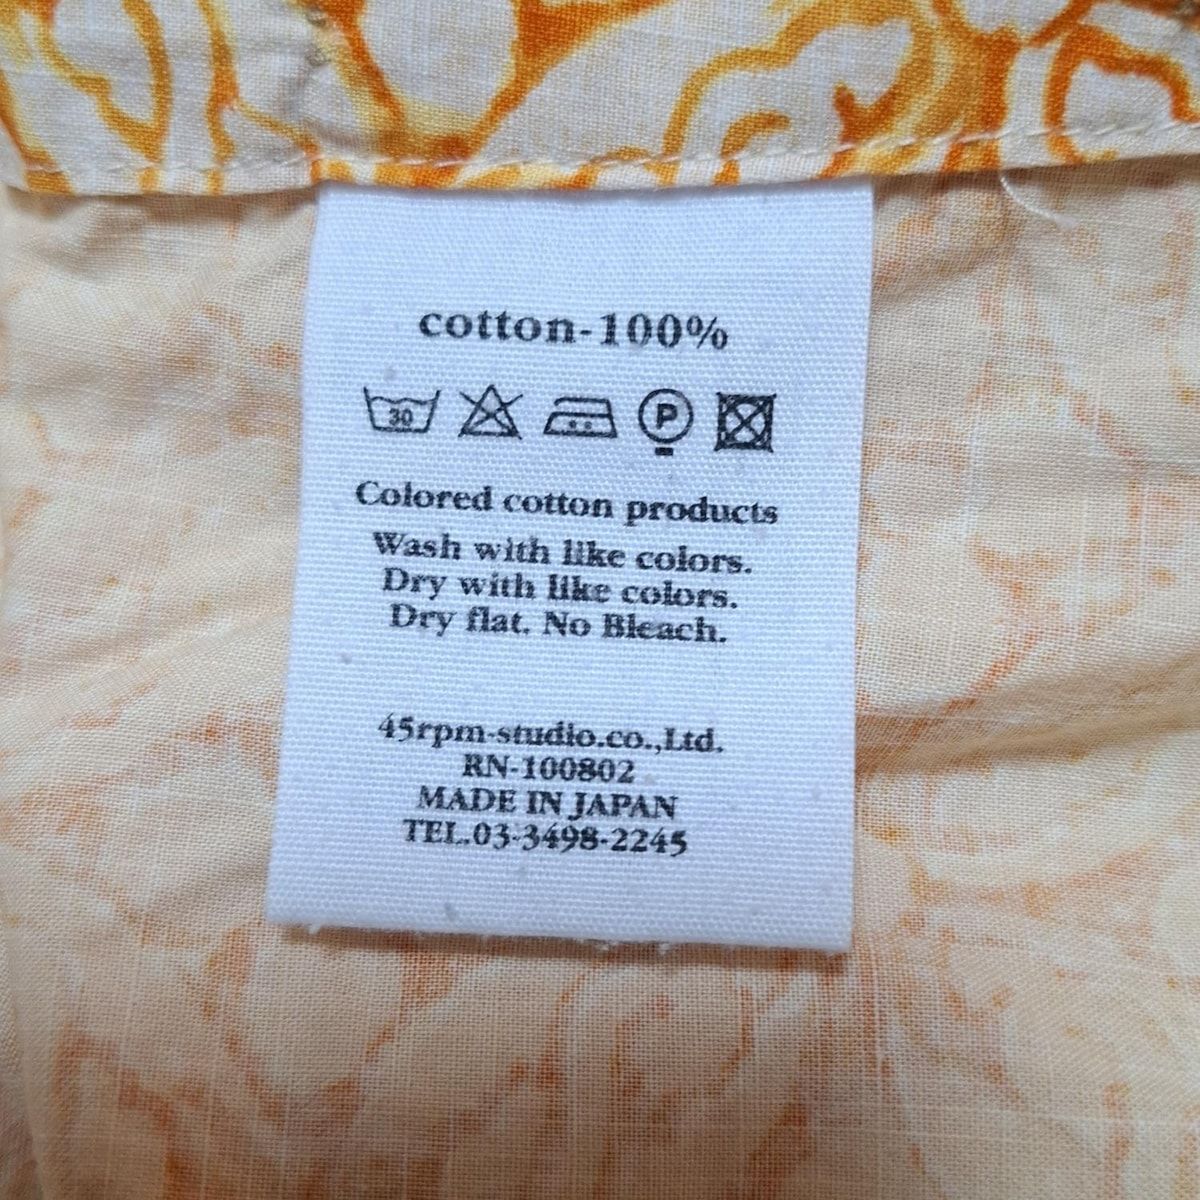 cotton-100%
30 P
Colored cotton products
Wash with like colors.
Dry with like colors.
Dry flat. No Bleach.
45rpm-studio.co.,Ltd.
RN-100802
MADE IN JAPAN
TEL.03-3498-2245